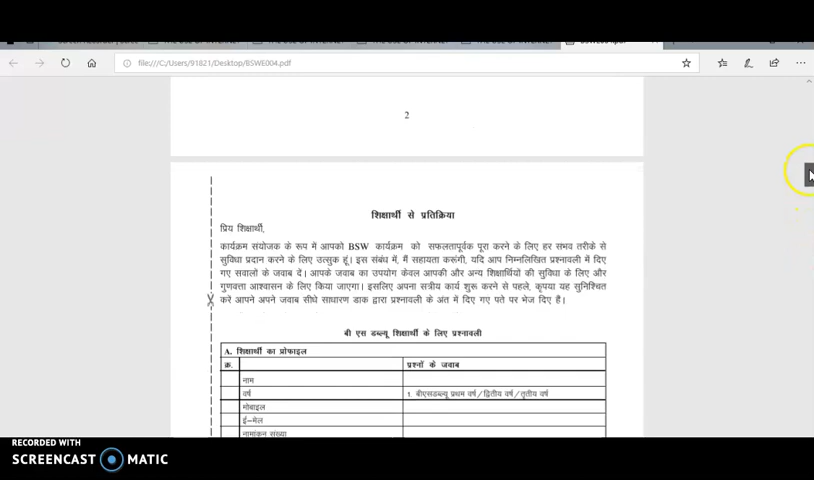 file:///C:/Users/91821/Desktop/BSWE004.pdf
2
शिक्षार्थी से प्रतिक्रिया
प्रिय शिक्षार्थी,
कार्यक्रम संयोजक के रूप में आपको BSW कार्यक्रम को सफलतापूर्वक पूरा करने के लिए हर संभव तरीके से
सुविधा प्रदान करने के लिए उत्सुक हूं। इस संबंध में, मैं सहायता करूंगी, यदि आप निम्नलिखित प्रश्नावली में दिए
गए सवालों के जवाब दें। आपके जवाब का उपयोग केवल आपकी और अन्य शिक्षार्थियों की सुविधा के लिए और
गुणवत्ता आश्वासन के लिए किया जाएगा। इसलिए अपना सत्रीय कार्य शुरू करने से पहले, कृपया यह सुनिश्चित
करें आपने अपने जवाब सीधे साधारण डाक द्वारा प्रश्नावली के अंत में दिए गए पते पर भेज दिए हैं।
बी एस डब्ल्यू शिक्षार्थी के लिए प्रश्नावली
A. शिक्षार्थी का प्रोफाइल
क्र. प्रश्नों के जवाब
नाम
वर्ष १. बीएसडब्ल्यू प्रथम वर्ष/द्वितीय वर्ष/तृतीय वर्ष
मोबाइल
ई-मेल
नामांकन संख्या
RECORDED WITH
SCREENCAST MATIC